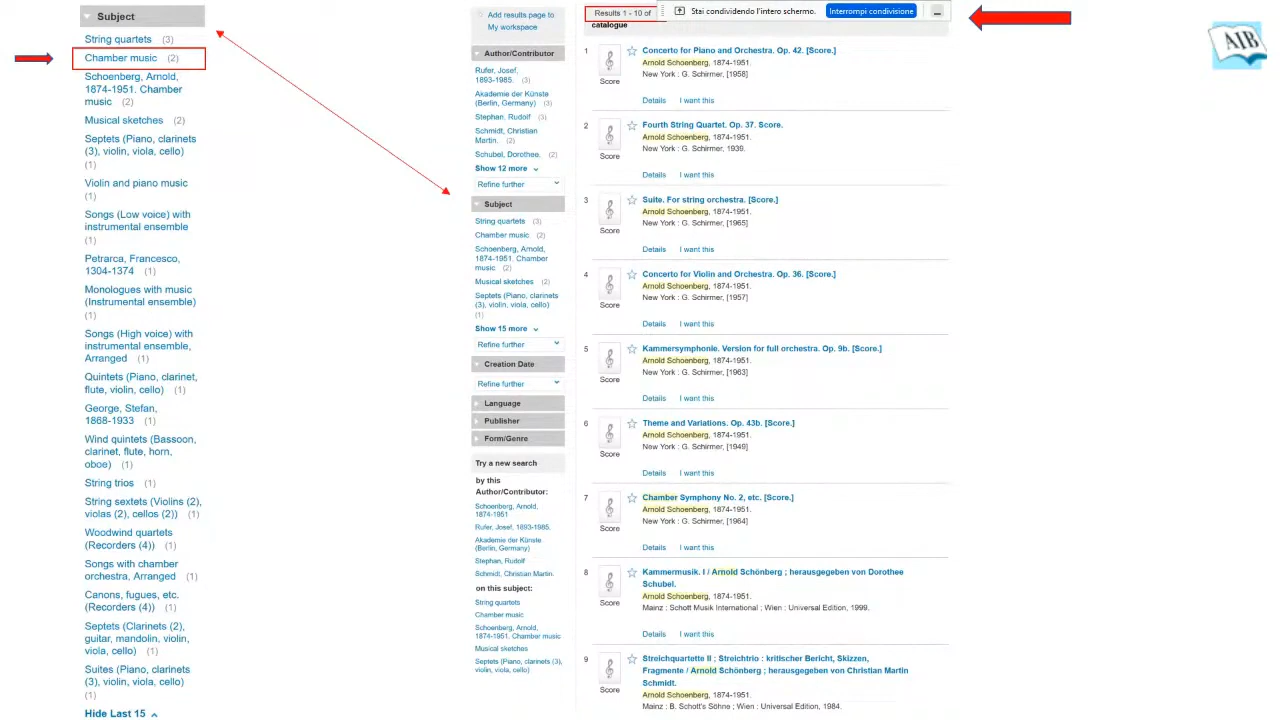 Subject
String quartets (3)
Chamber music (2)
Schoenberg, Arnold,
1874-1951. Chamber
music (2)
Musical sketches (2)
Septets (Piano, clarinets
(3), violin, viola, cello)
(1)
Violin and piano music
(1)
Songs (Low voice) with
instrumental ensemble
(1)
Petrarca, Francesco,
1304-1374 (1)
Monologues with music
(Instrumental ensemble)
(1)
Songs (High voice) with
instrumental ensemble,
Arranged (1)
Quintets (Piano, clarinet,
flute, violin, cello) (1)
George, Stefan,
1868-1933 (1)
Wind quintets (Bassoon,
clarinet, flute, horn,
oboe) (1)
String trios (1)
String sextets (Violins (2),
violas (2), cellos (2)) (1)
Woodwind quartets
(Recorders (4)) (1)
Songs with chamber
orchestra, Arranged (1)
Canons, fugues, etc.
(Recorders (4)) (1)
Septets (Clarinets (2),
guitar, mandolin, violin,
viola, cello) (1)
Suites (Piano, clarinets
(3), violin, viola, cello)
(1)
Hide Last 15
Add results page to
My workspace
Author/Contributor
Rufer, Josef,
1893-1985. (3)
Akademie der Künste
(Berlin, Germany) (3)
Stephan, Rudolf (3)
Schmidt, Christian
Martin. (2)
Schubel, Dorothee. (2)
Show 12 more
Refine further
Subject
String quartets (3)
Chamber music (2)
Schoenberg, Arnold,
1874-1951. Chamber
music (2)
Musical sketches (2)
Septets (Piano, clarinets
(3), violin, viola, cello)
(1)
Show 15 more
Refine further
Creation Date
Refine further
Language
Publisher
Form/Genre
Try a new search
by this
Author/Contributor:
Schoenberg, Arnold,
1874-1951
Rufer, Josef, 1893-1985.
Akademie der Künste
(Berlin, Germany)
Stephan, Rudolf
Schmidt, Christian Martin.
on this subject:
String quartets
Chamber music
Schoenberg, Arnold,
1874-1951. Chamber music
Musical sketches
Septets (Piano, clarinets (3),
violin, viola, cello)
Results 1 - 10 of
catalogue
Stai condividendo l'intero schermo. Interrompi condivisione
1 Concerto for Piano and Orchestra. Op. 42. [Score.]
Arnold Schoenberg, 1874-1951.
New York : G. Schirmer, [1958]
Score
Details I want this
2 Fourth String Quartet. Op. 37. Score.
Arnold Schoenberg, 1874-1951.
New York : G. Schirmer, 1939.
Score
Details I want this
3 Suite. For string orchestra. [Score.]
Arnold Schoenberg, 1874-1951.
New York : G. Schirmer, [1965]
Score
Details I want this
4 Concerto for Violin and Orchestra. Op. 36. [Score.]
Arnold Schoenberg, 1874-1951.
New York : G. Schirmer, [1957]
Score
Details I want this
5 Kammersymphonie. Version for full orchestra. Op. 9b. [Score.]
Arnold Schoenberg, 1874-1951.
New York : G. Schirmer, [1963]
Score
Details I want this
6 Theme and Variations. Op. 43b. [Score.]
Arnold Schoenberg, 1874-1951.
New York : G. Schirmer, [1949]
Score
Details I want this
7 Chamber Symphony No. 2, etc. [Score.]
Arnold Schoenberg, 1874-1951.
New York : G. Schirmer, [1964]
Score
Details I want this
8 Kammermusik. I / Arnold Schönberg ; herausgegeben von Dorothee
Schubel.
Arnold Schoenberg, 1874-1951.
Mainz : Schott Musik International ; Wien : Universal Edition, 1999.
Score
Details I want this
9 Streichquartette II ; Streichtrio : kritischer Bericht, Skizzen,
Fragmente / Arnold Schönberg ; herausgegeben von Christian Martin
Schmidt.
Arnold Schoenberg, 1874-1951.
Mainz : B. Schott's Söhne ; Wien : Universal Edition, 1984.
Score
AIB